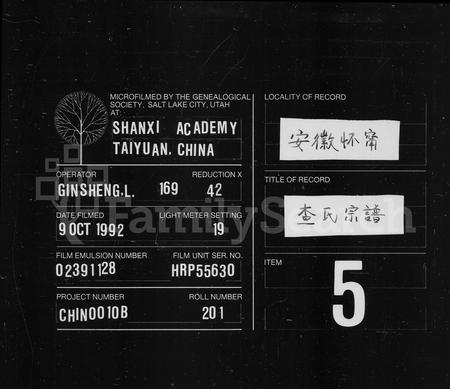 MICROFILMED BY THE GENEALOGICAL
SOCIETY, SALT LAKE CITY, UTAH
AT:
SHANXI ACADEMY
TAIYUAN, CHINA
OPERATOR REDUCTION X
GINSHENG.L. 169 42
DATE FILMED LIGHT METER SETTING
9 OCT 1992 19
FILM EMULSION NUMBER FILM UNIT SER. NO.
02391128 HRP55630
PROJECT NUMBER ROLL NUMBER
CHIN0010B 201
LOCALITY OF RECORD
安徽怀甯
TITLE OF RECORD
查氏宗譜
ITEM
5
FamilySearch